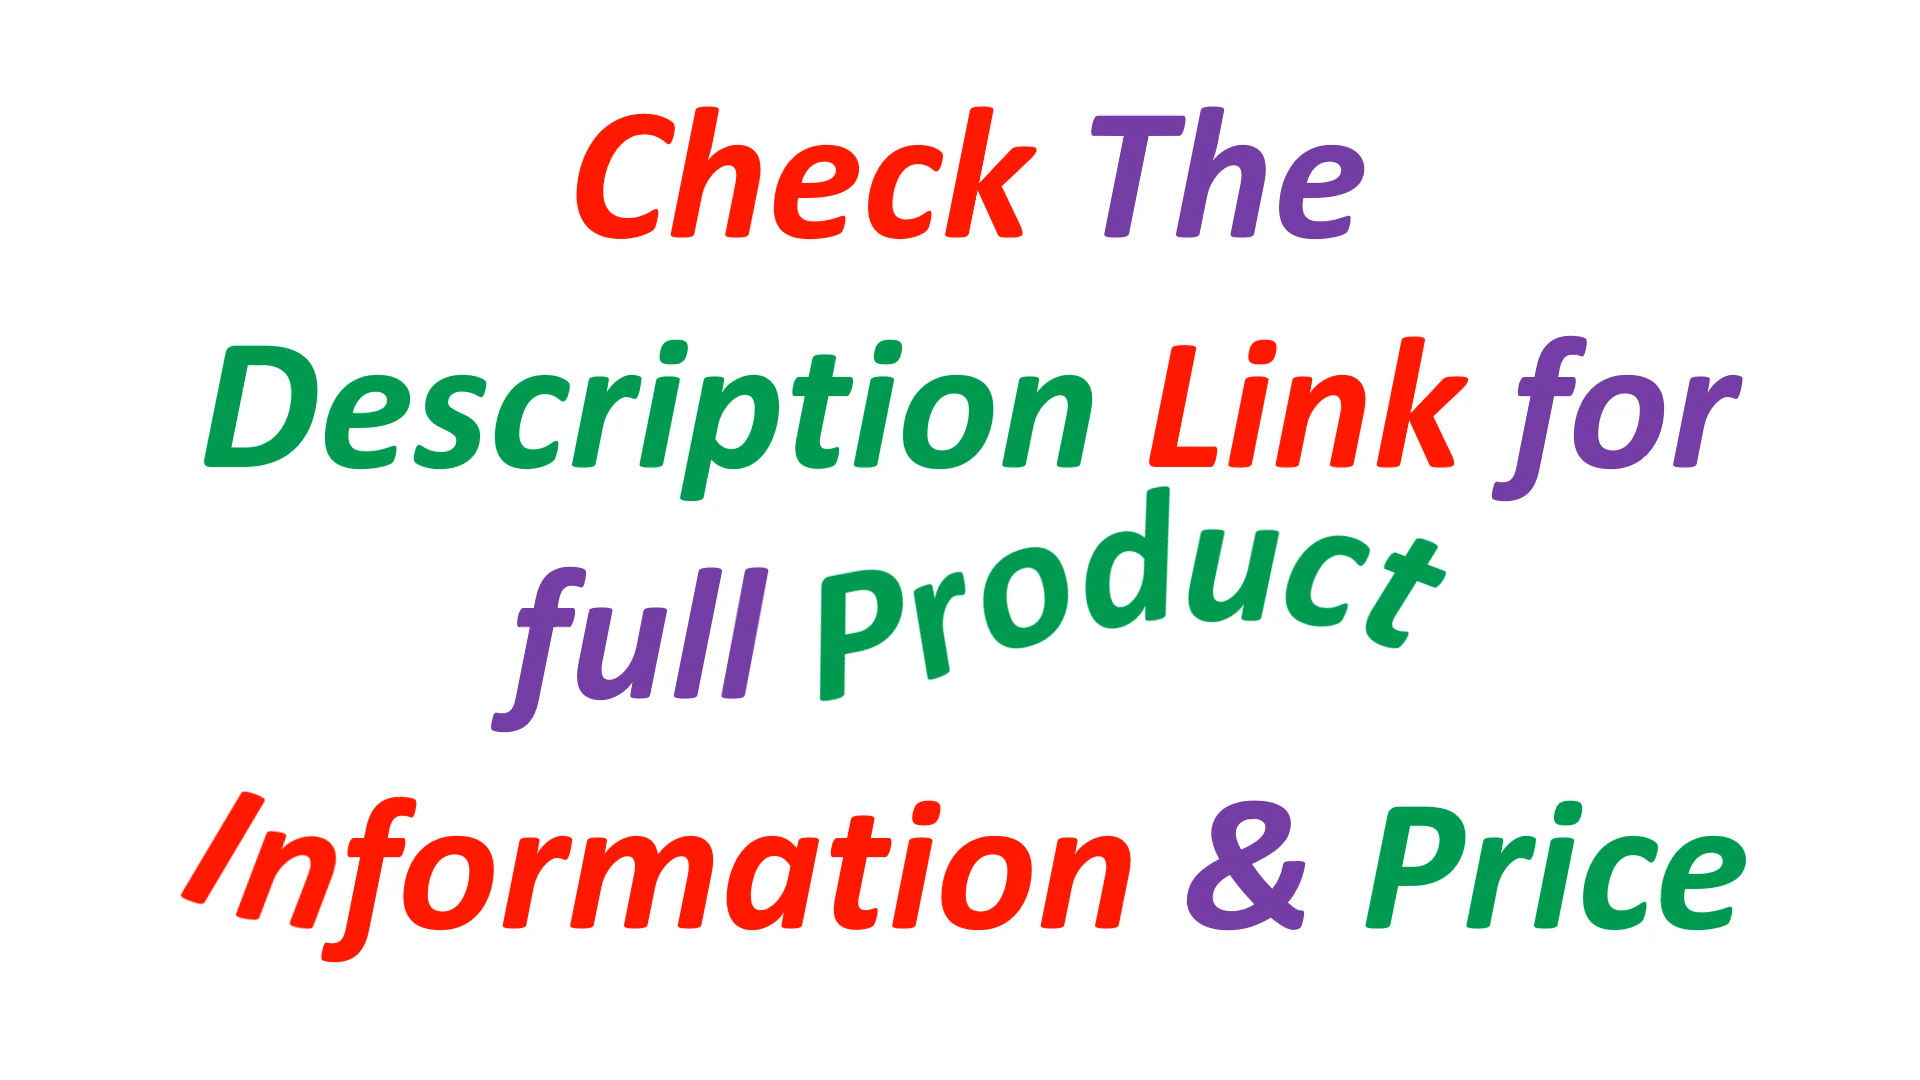 Check The
Description Link for
full Product
Information & Price